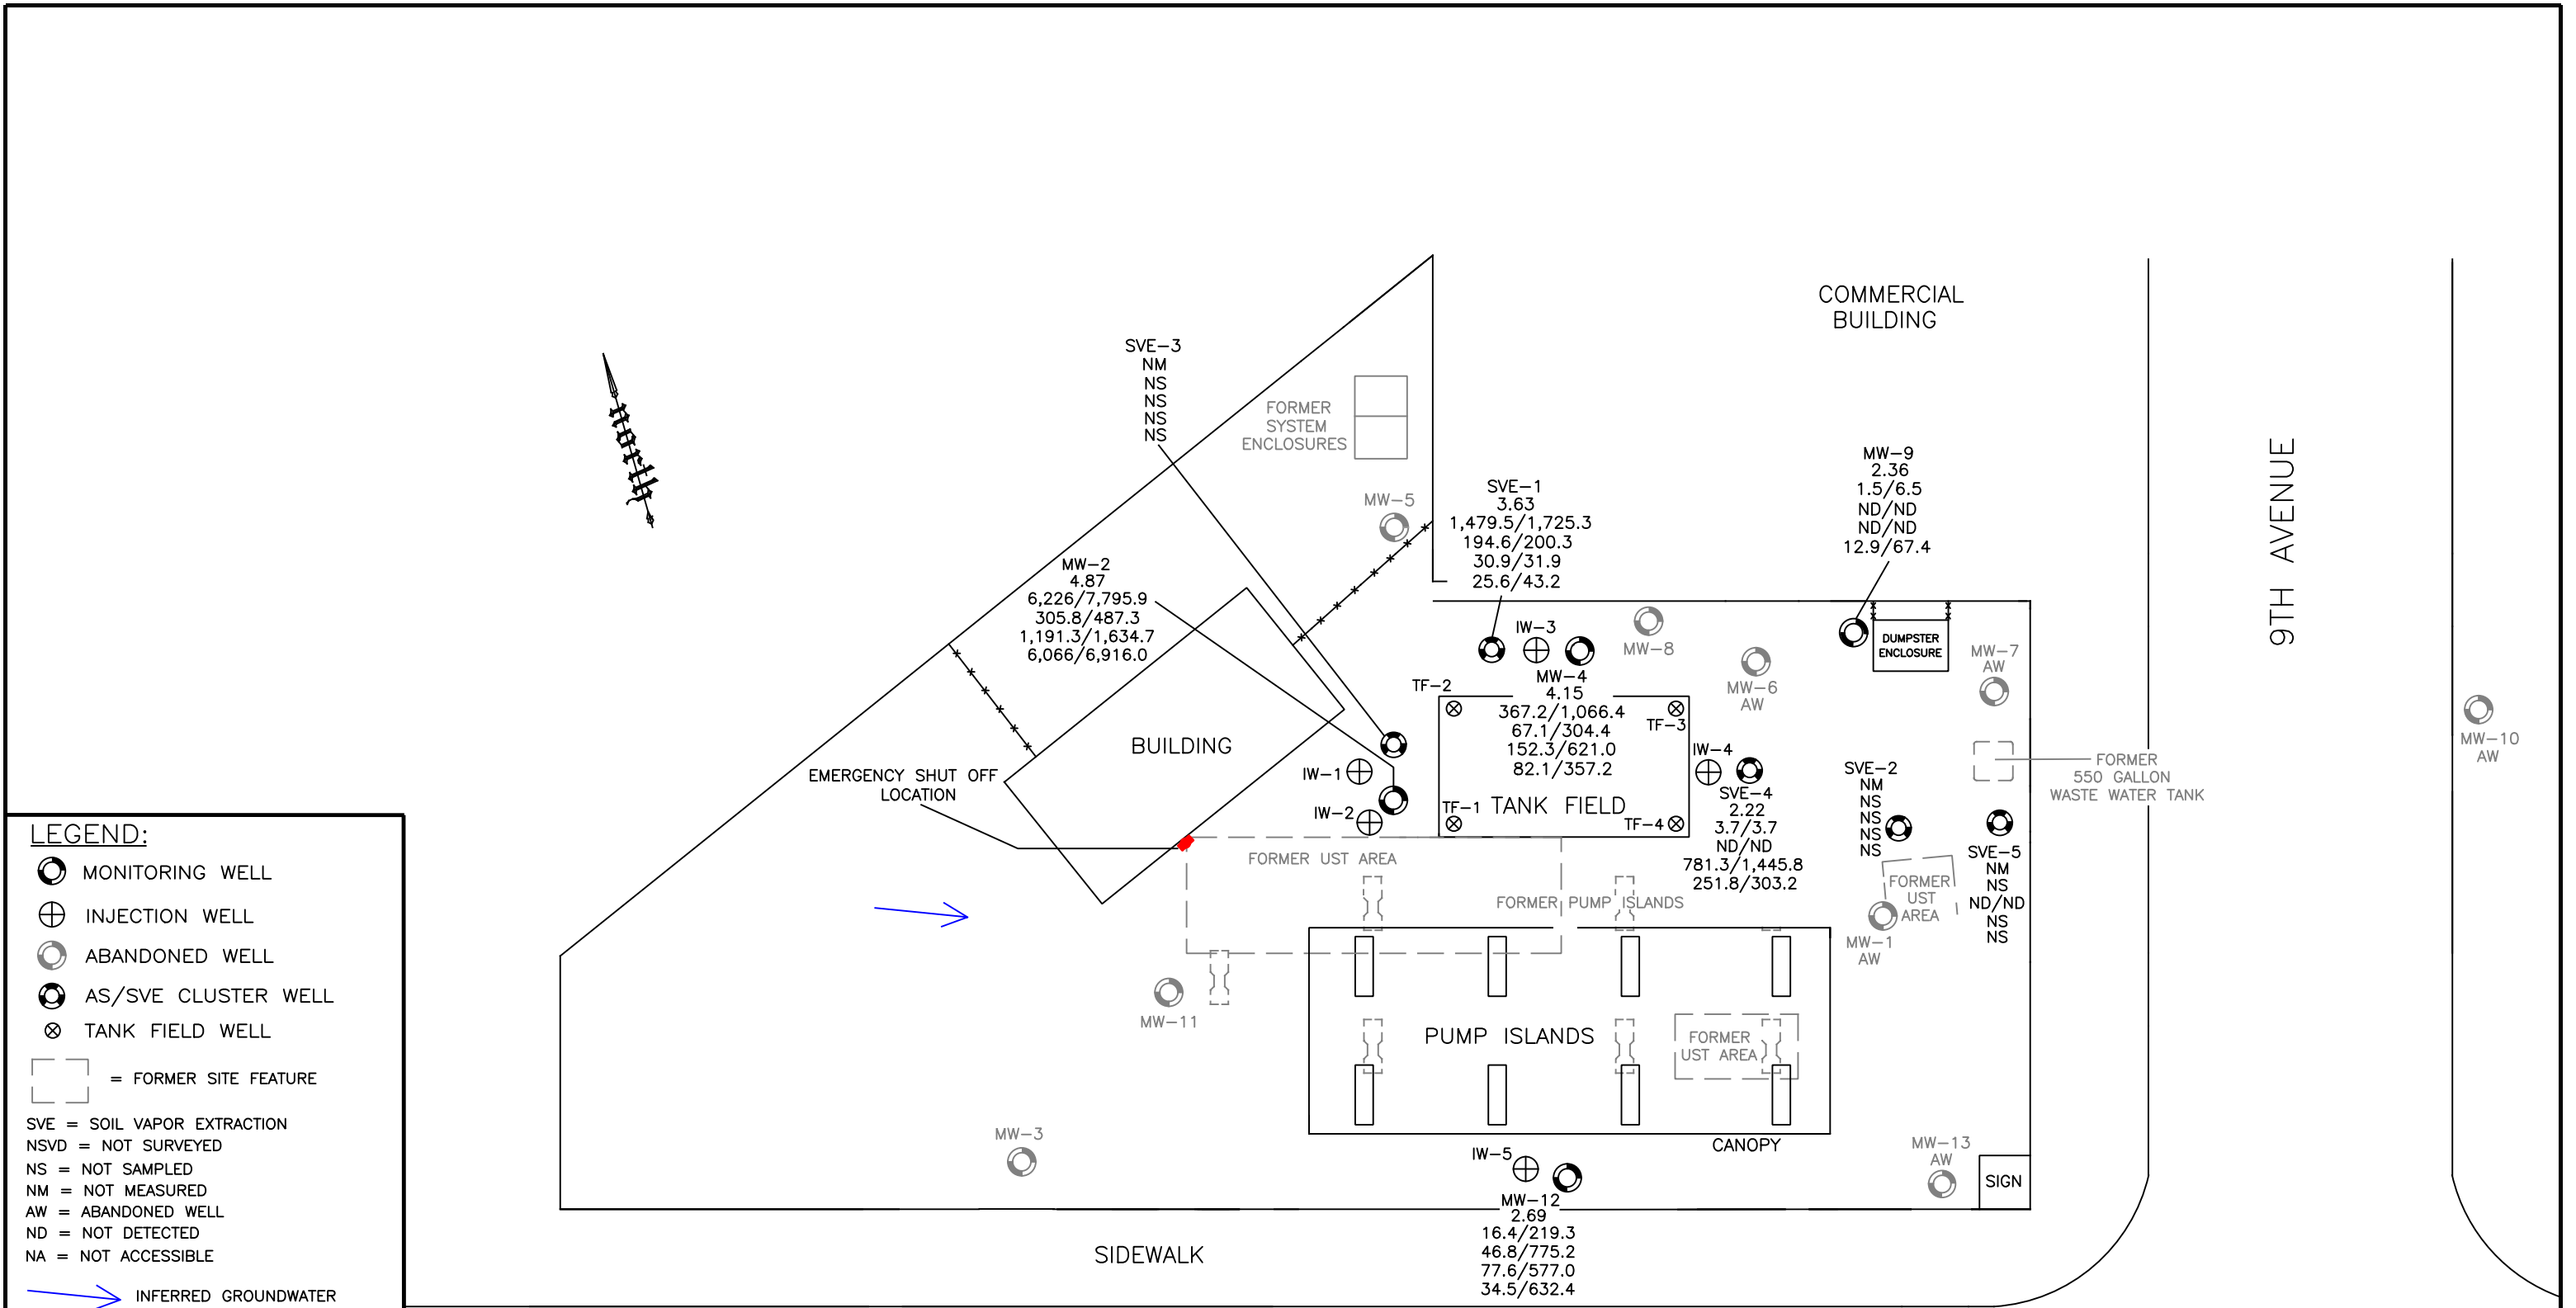 COMMERCIAL
BUILDING
north
SVE-3
NM
NS
NS
NS
NS
FORMER
SYSTEM
ENCLOSURES
MW-5
SVE-1
3.63
1,479.5/1,725.3
194.6/200.3
30.9/31.9
25.6/43.2
MW-9
2.36
1.5/6.5
ND/ND
ND/ND
12.9/67.4
9TH AVENUE
MW-2
4.87
6,226/7,795.9
305.8/487.3
1,191.3/1,634.7
6,066/6,916.0
IW-3
MW-8
DUMPSTER
ENCLOSURE
MW-7
AW
MW-6
AW
MW-10
AW
TF-2
MW-4
4.15
367.2/1,066.4
67.1/304.4
152.3/621.0
82.1/357.2
TF-3
TANK FIELD
TF-1
TF-4
BUILDING
EMERGENCY SHUT OFF
LOCATION
IW-1
IW-2
IW-4
SVE-4
2.22
3.7/3.7
ND/ND
781.3/1,445.8
251.8/303.2
SVE-2
NM
NS
NS
NS
NS
FORMER
550 GALLON
WASTE WATER TANK
SVE-5
NM
NS
ND/ND
NS
NS
FORMER
UST
AREA
MW-1
AW
FORMER UST AREA
FORMER PUMP ISLANDS
MW-11
PUMP ISLANDS
FORMER
UST AREA
CANOPY
MW-3
IW-5
MW-12
2.69
16.4/219.3
46.8/775.2
77.6/577.0
34.5/632.4
MW-13
AW
SIGN
SIDEWALK
LEGEND:
MONITORING WELL
INJECTION WELL
ABANDONED WELL
AS/SVE CLUSTER WELL
TANK FIELD WELL
= FORMER SITE FEATURE
SVE = SOIL VAPOR EXTRACTION
NSVD = NOT SURVEYED
NS = NOT SAMPLED
NM = NOT MEASURED
AW = ABANDONED WELL
ND = NOT DETECTED
NA = NOT ACCESSIBLE
INFERRED GROUNDWATER